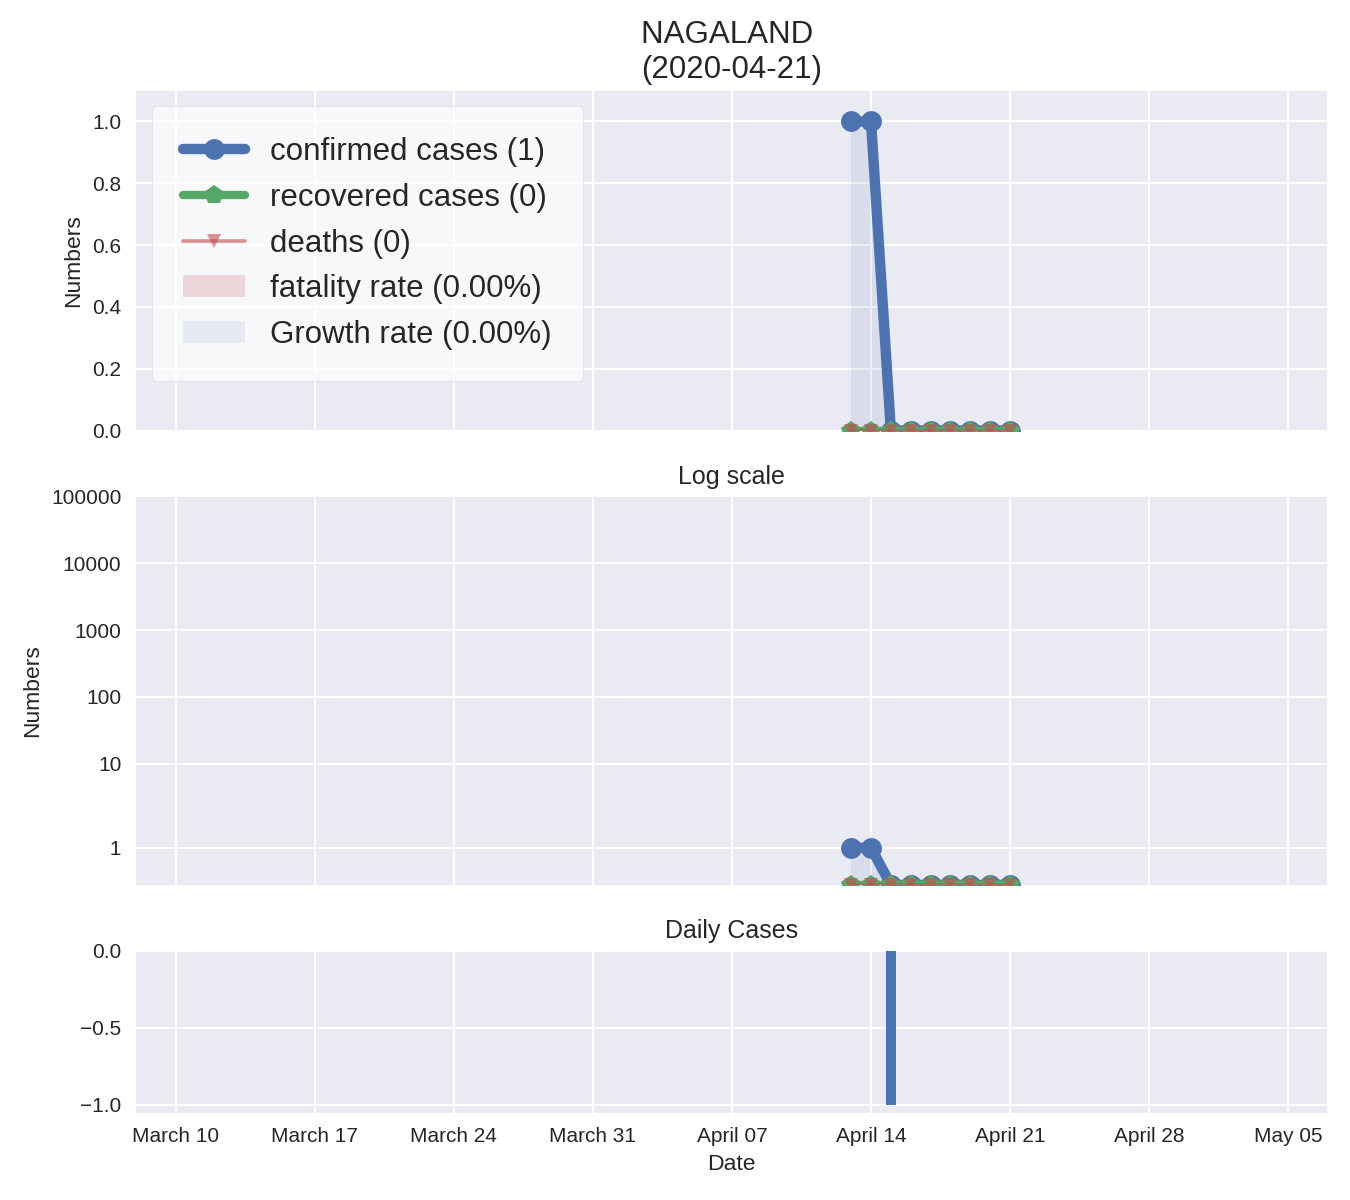 NAGALAND
(2020-04-21)
1.0
0.8
0.6
0.4
0.2
0.0
Numbers
confirmed cases (1)
recovered cases (0)
deaths (0)
fatality rate (0.00%)
Growth rate (0.00%)
Log scale
100000
10000
1000
100
10
1
Numbers
Daily Cases
0.0
−0.5
−1.0
March 10 March 17 March 24 March 31 April 07 April 14 April 21 April 28 May 05
Date